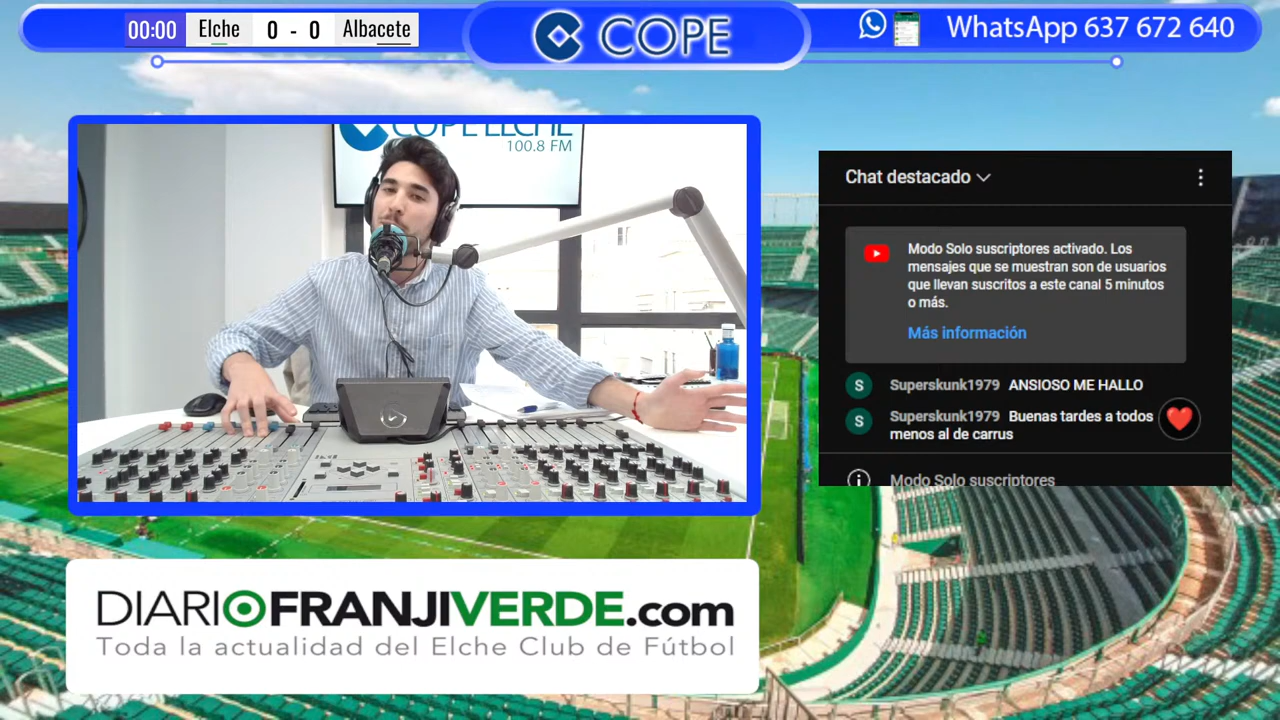 00:00 Elche 0 - 0 Albacete
COPE
WhatsApp 637 672 640
COPE ELCHE
100.8 FM
Chat destacado
Modo Solo suscriptores activado. Los
mensajes que se muestran son de usuarios
que llevan suscritos a este canal 5 minutos
o más.
Más información
S Superskunk1979 ANSIOSO ME HALLO
S Superskunk1979 Buenas tardes a todos
menos al de carrus
Modo Solo suscriptores
DIARIOFRANJIVERDE.com
Toda la actualidad del Elche Club de Fútbol